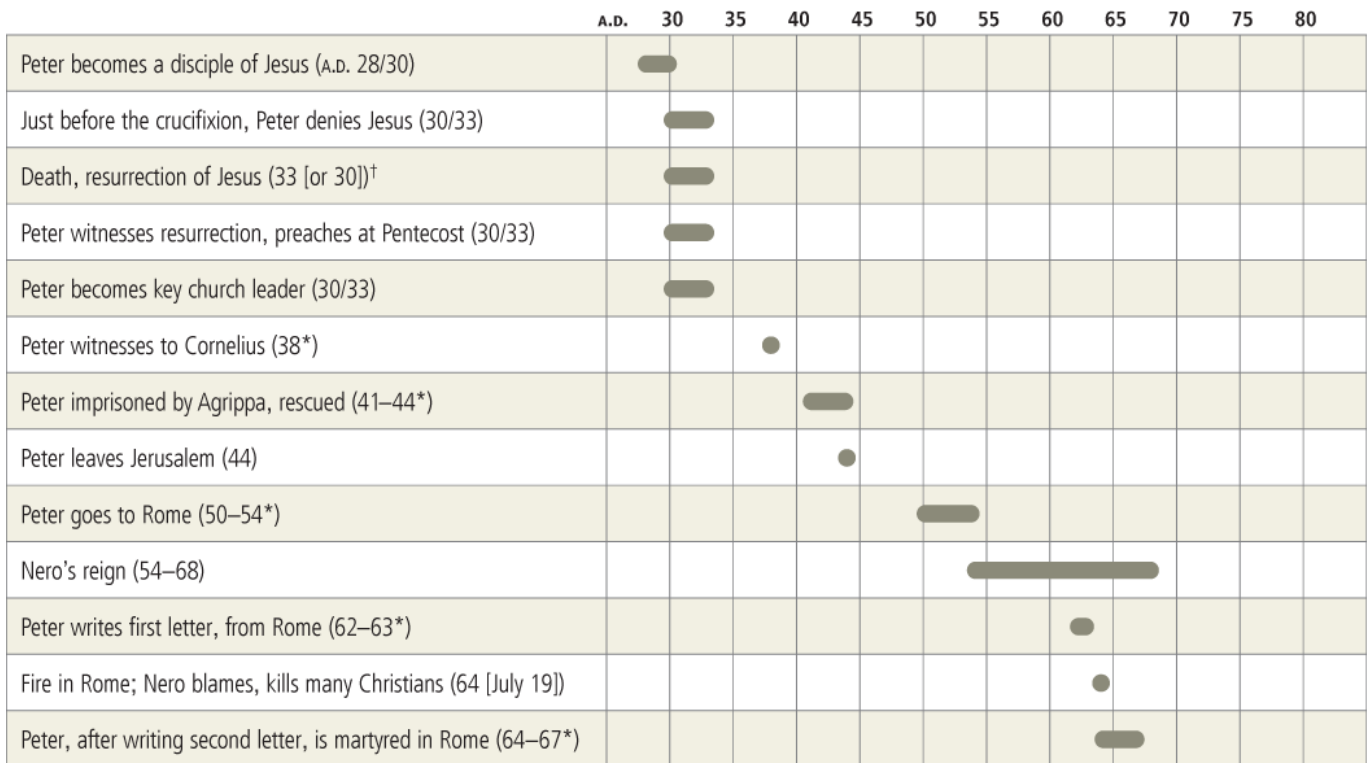 A.D. 30 35 40 45 50 55 60 65 70 75 80
Peter becomes a disciple of Jesus (A.D. 28/30)
Just before the crucifixion, Peter denies Jesus (30/33)
Death, resurrection of Jesus (33 [or 30])†
Peter witnesses resurrection, preaches at Pentecost (30/33)
Peter becomes key church leader (30/33)
Peter witnesses to Cornelius (38*)
Peter imprisoned by Agrippa, rescued (41–44*)
Peter leaves Jerusalem (44)
Peter goes to Rome (50–54*)
Nero’s reign (54–68)
Peter writes first letter, from Rome (62–63*)
Fire in Rome; Nero blames, kills many Christians (64 [July 19])
Peter, after writing second letter, is martyred in Rome (64–67*)